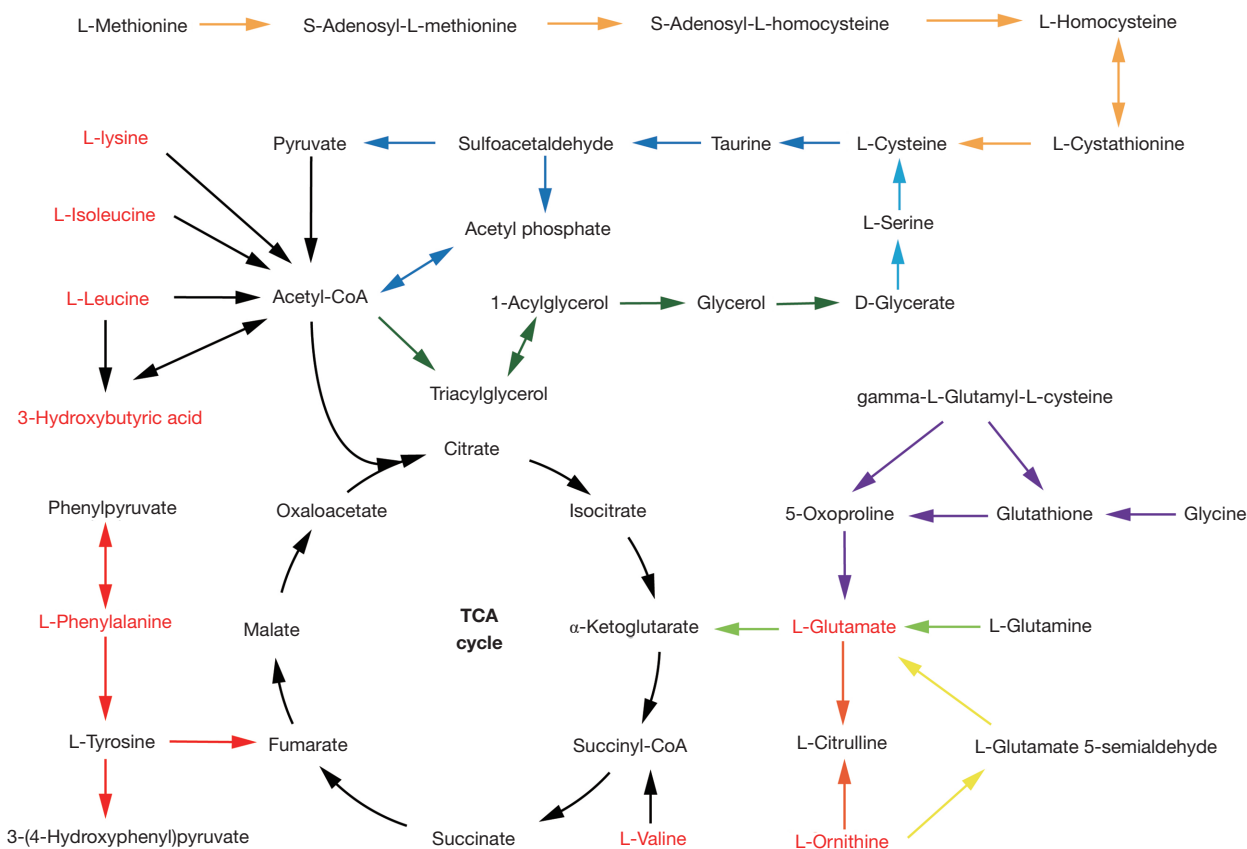 L-Methionine
S-Adenosyl-L-methionine
S-Adenosyl-L-homocysteine
L-Homocysteine
L-lysine
Pyruvate
Sulfoacetaldehyde
Taurine
L-Cysteine
L-Cystathionine
L-Isoleucine
Acetyl phosphate
L-Serine
L-Leucine
Acetyl-CoA
1-Acylglycerol
Glycerol
D-Glycerate
3-Hydroxybutyric acid
Triacylglycerol
gamma-L-Glutamyl-L-cysteine
Citrate
Phenylpyruvate
Oxaloacetate
Isocitrate
5-Oxoproline
Glutathione
Glycine
L-Phenylalanine
Malate
TCA
cycle
α-Ketoglutarate
L-Glutamate
L-Glutamine
L-Tyrosine
Fumarate
Succinyl-CoA
L-Citrulline
L-Glutamate 5-semialdehyde
3-(4-Hydroxyphenyl)pyruvate
Succinate
L-Valine
L-Ornithine